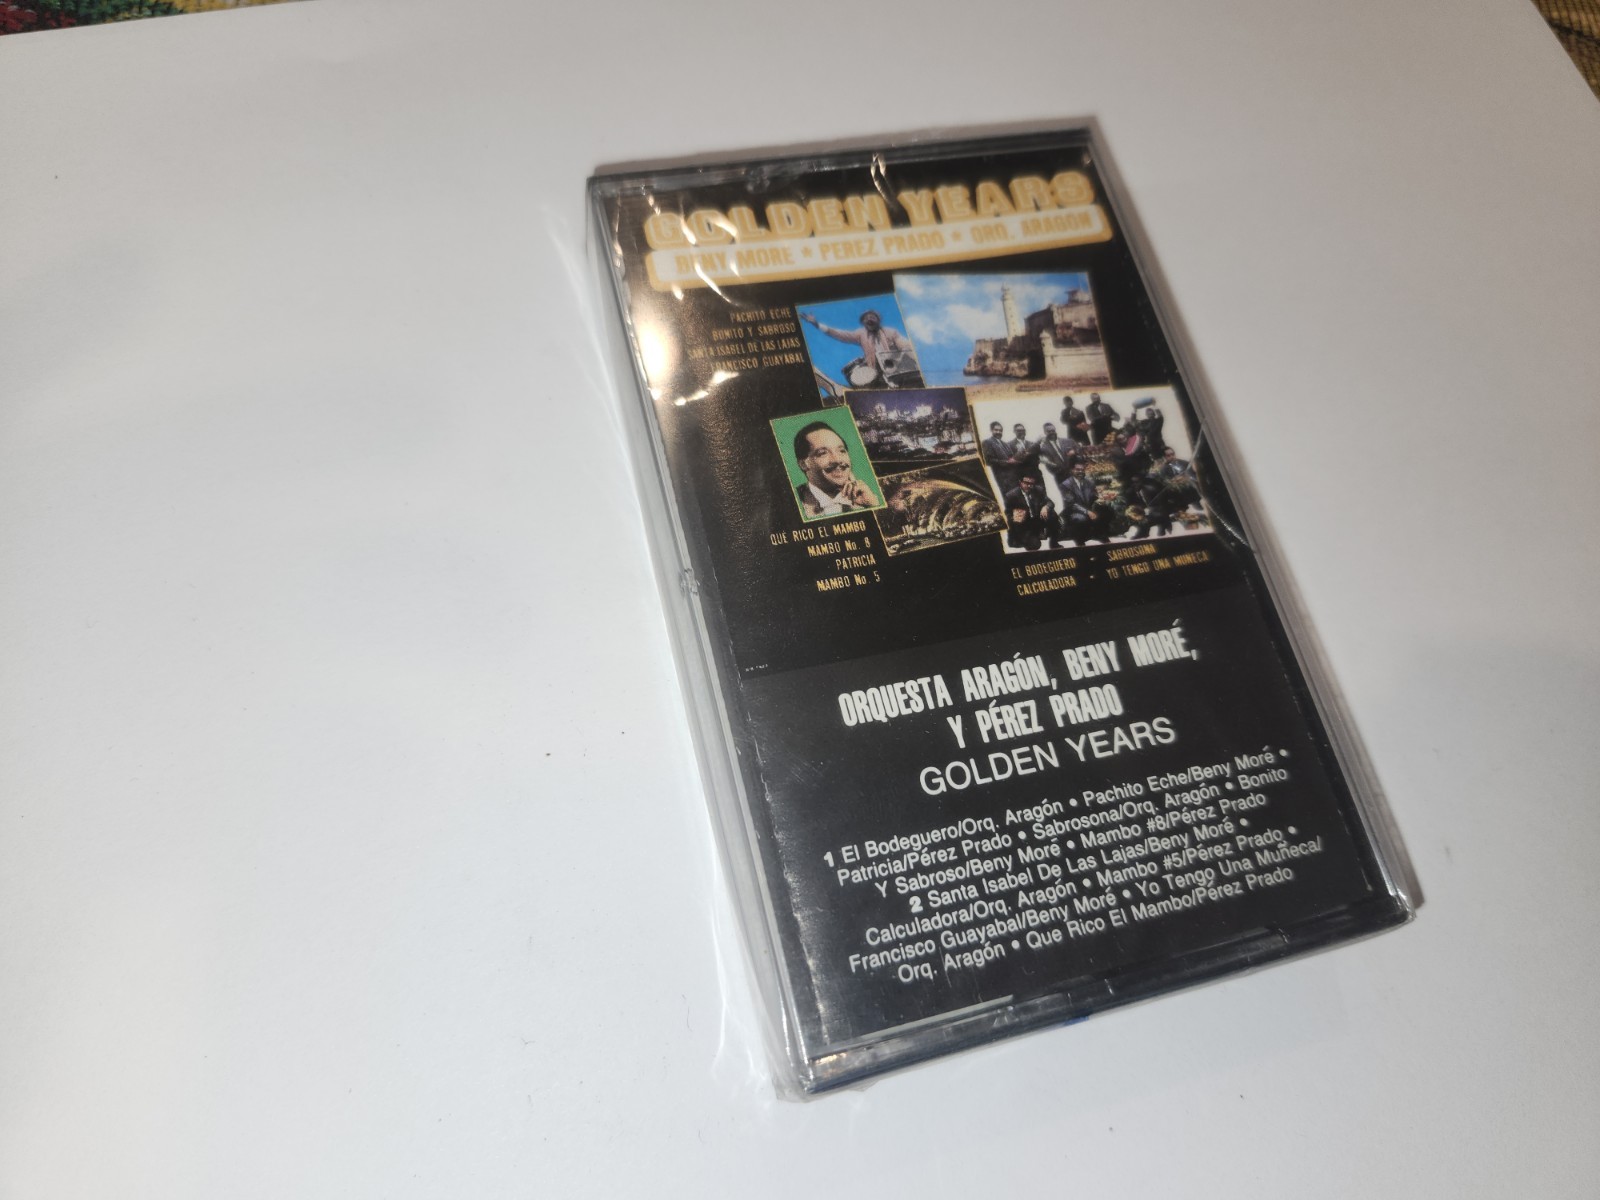 GOLDEN YEARS
BENY MORE * PEREZ PRADO * ORQ. ARAGON
PACHITO ECHE
BONITO Y SABROSO
SANTA ISABEL DE LAS LAJAS
FRANCISCO GUAYABAL
QUE RICO EL MAMBO
MAMBO No. 8
PATRICIA
MAMBO No. 5
EL BODEGUERO - SABROSONA
CALCULADORA - YO TENGO UNA MUNECA
ORQUESTA ARAGÓN, BENY MORÉ,
Y PÉREZ PRADO
GOLDEN YEARS
1 El Bodeguero/Orq. Aragón • Pachito Eche/Beny Moré •
Patricia/Pérez Prado • Sabrosona/Orq. Aragón • Bonito
Y Sabroso/Beny Moré • Mambo #8/Pérez Prado
2 Santa Isabel De Las Lajas/Beny Moré •
Calculadora/Orq. Aragón • Mambo #5/Pérez Prado •
Francisco Guayabal/Beny Moré • Yo Tengo Una Muñeca/
Orq. Aragón • Que Rico El Mambo/Pérez Prado